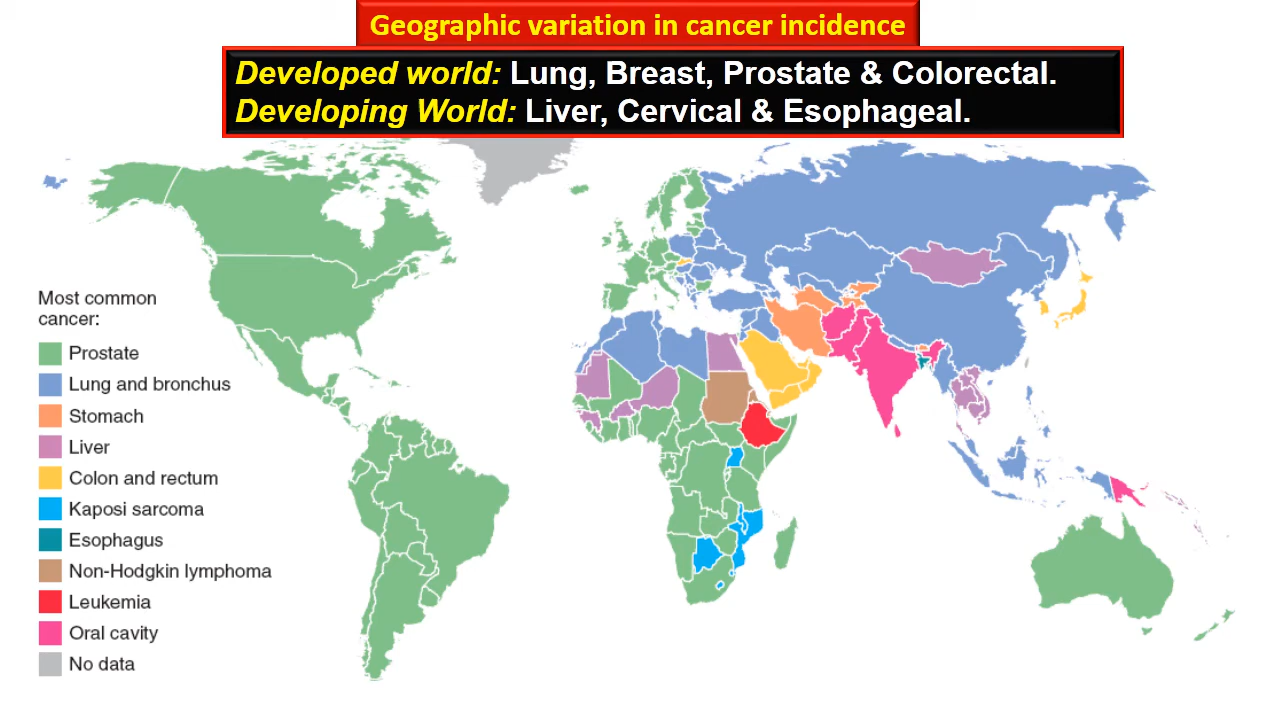 Geographic variation in cancer incidence
Developed world: Lung, Breast, Prostate & Colorectal.
Developing World: Liver, Cervical & Esophageal.
Most common
cancer:
Prostate
Lung and bronchus
Stomach
Liver
Colon and rectum
Kaposi sarcoma
Esophagus
Non-Hodgkin lymphoma
Leukemia
Oral cavity
No data